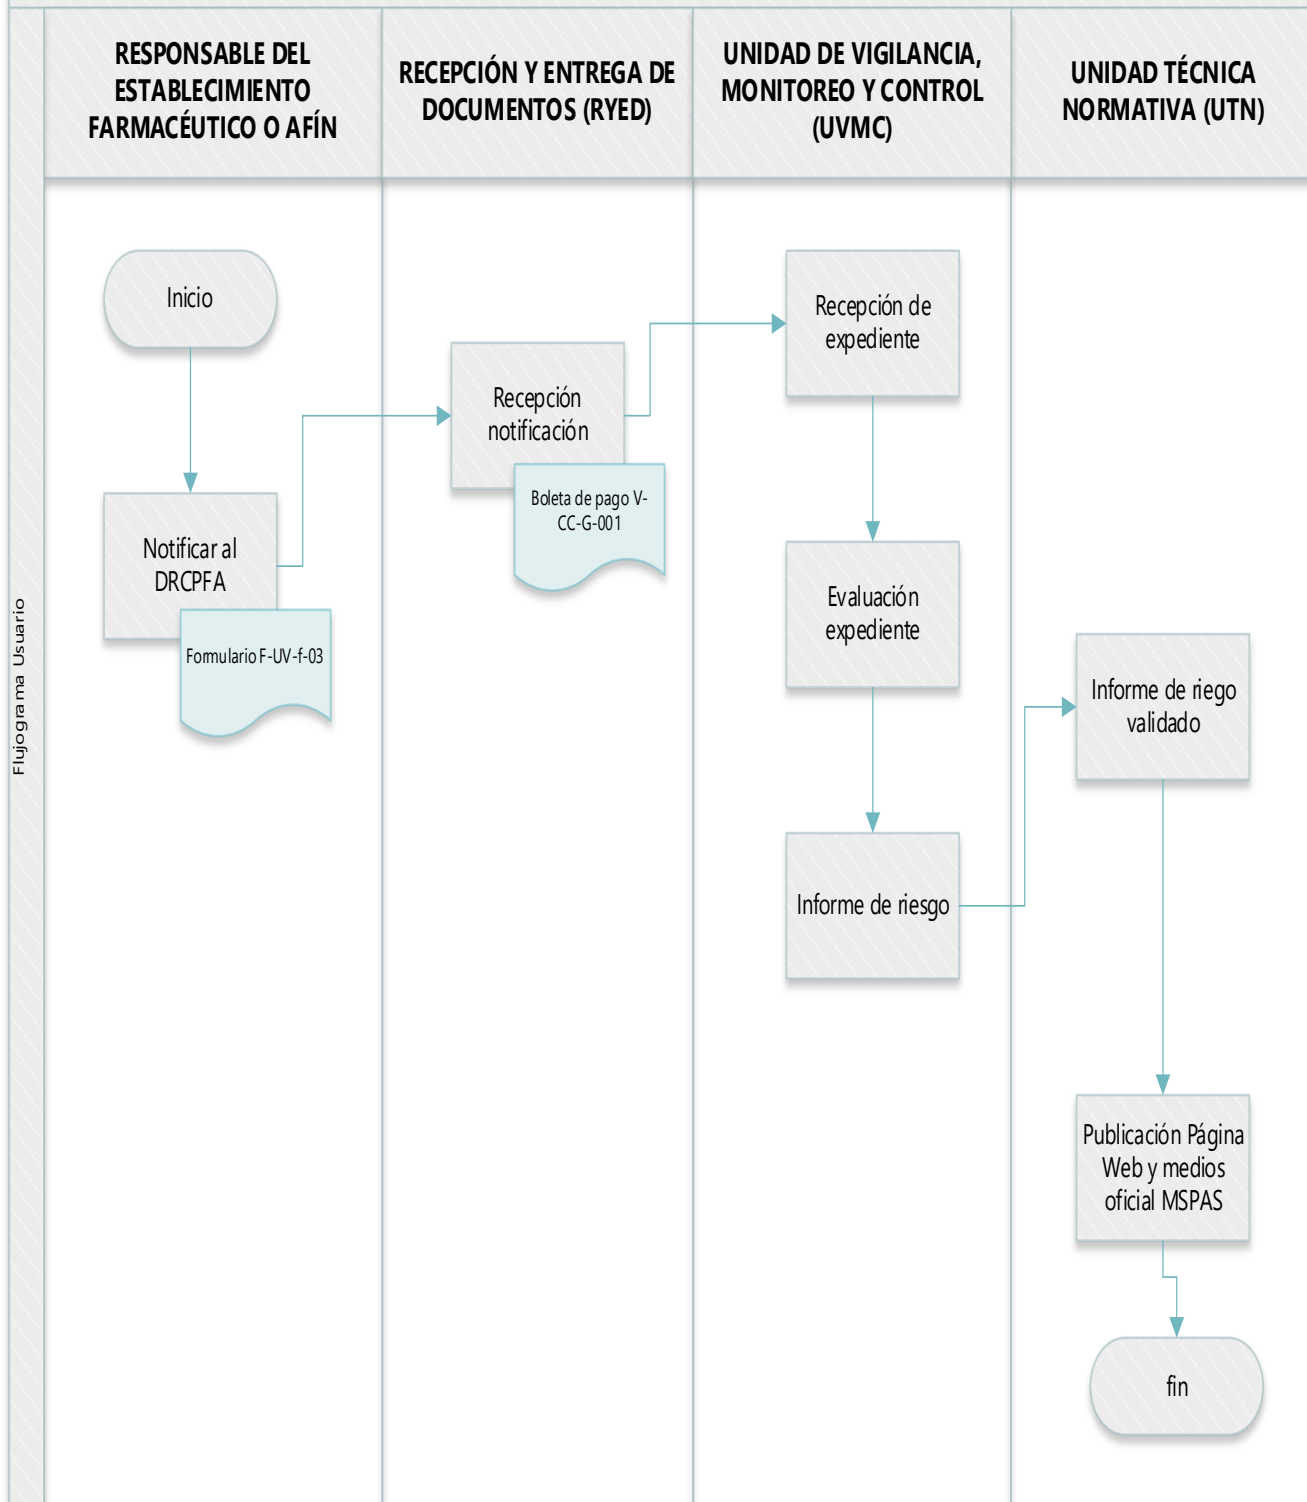 RESPONSABLE DEL
ESTABLECIMIENTO
FARMACÉUTICO O AFÍN
RECEPCIÓN Y ENTREGA DE
DOCUMENTOS (RYED)
UNIDAD DE VIGILANCIA,
MONITOREO Y CONTROL
(UVMC)
UNIDAD TÉCNICA
NORMATIVA (UTN)
Flujograma Usuario
Inicio
Notificar al
DRCPFA
Formulario F-UV-f-03
Recepción
notificación
Boleta de pago V-
CC-G-001
Recepción de
expediente
Evaluación
expediente
Informe de riesgo
Informe de riego
validado
Publicación Página
Web y medios
oficial MSPAS
fin